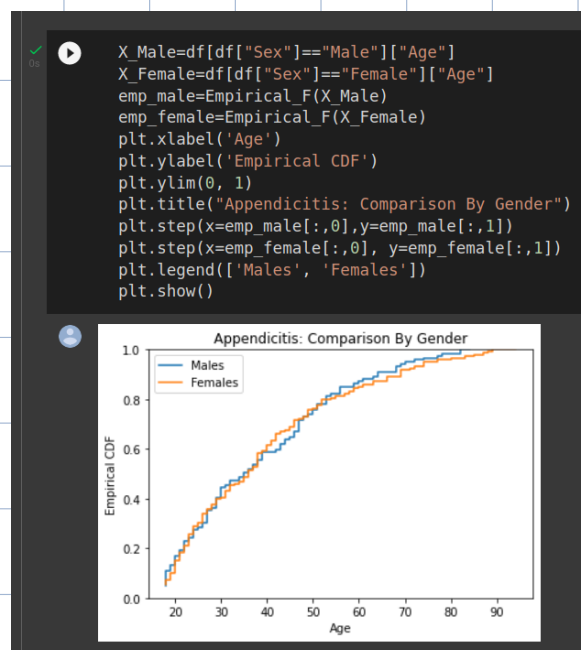 X_Male=df[df["Sex"]=="Male"]["Age"]
0s
X_Female=df[df["Sex"]=="Female"]["Age"]
emp_male=Empirical_F(X_Male)
emp_female=Empirical_F(X_Female)
plt.xlabel('Age')
plt.ylabel('Empirical CDF')
plt.ylim(0, 1)
plt.title("Appendicitis: Comparison By Gender")
plt.step(x=emp_male[:,0],y=emp_male[:,1])
plt.step(x=emp_female[:,0], y=emp_female[:,1])
plt.legend(['Males', 'Females'])
plt.show()
Appendicitis: Comparison By Gender
Males
Females
Empirical CDF
1.0
0.8
0.6
0.4
0.2
0.0
20 30 40 50 60 70 80 90
Age